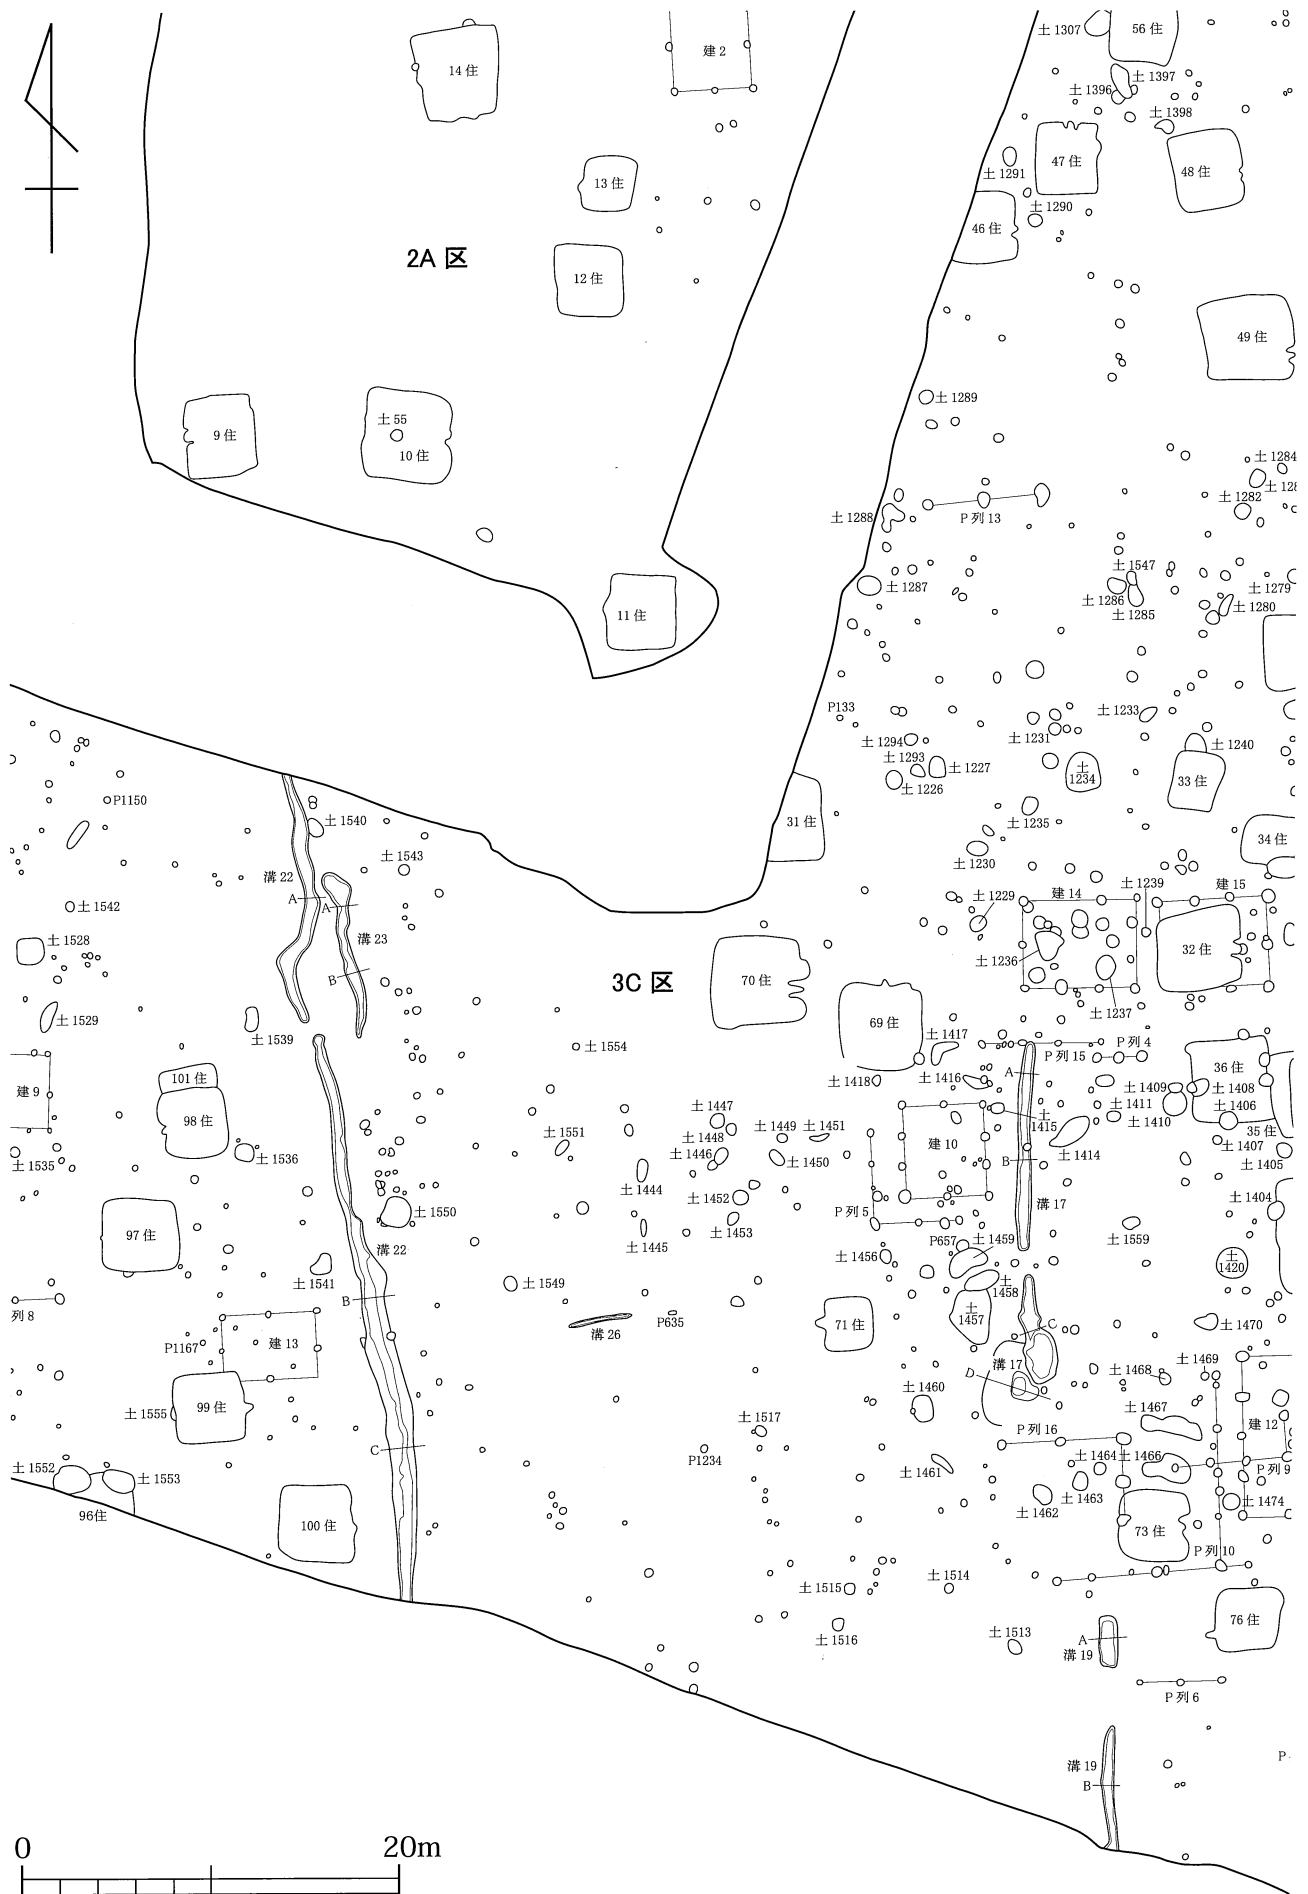 土 1307
56 住
14 住
建 2
土 1397
土 1396
土 1398
47 住
土 1291
48 住
13 住
土 1290
46 住
2A 区
12 住
49 住
土 1289
土 55
9 住
10 住
土 1284
土 1282
土 1288
P 列 13
土 1547
土 1287
土 1286
土 1285
土 1279
土 1280
11 住
P133
土 1233
土 1294
土 1231
土 1240
土 1293
土 1227
土
1234
33 住
土 1226
P1150
31 住
土 1235
土 1540
34 住
土 1230
土 1543
溝 22
A
A
土 1239
建 14
建 15
土 1229
土 1542
土 1528
溝 23
32 住
土 1236
B
3C 区
70 住
土 1237
土 1529
69 住
土 1539
土 1417
P 列 4
土 1554
P 列 15
101 住
36 住
建 9
土 1418
土 1416
A
土 1409
土 1408
土 1411
土 1406
土 1447
98 住
土
1415
土 1410
土 1448
土 1449
土 1451
35 住
土 1551
建 10
土 1407
土 1446
土 1450
土 1535
土 1536
B
土 1414
土 1405
土 1444
土 1452
土 1404
P 列 5
溝 17
土 1550
97 住
土 1445
土 1453
P657
土 1459
土 1559
溝 22
土 1456
土
1420
土 1541
土 1549
土
1458
B
列 8
土
1457
P635
71 住
土 1470
溝 26
C
P1167
建 13
溝 17
土 1469
D
土 1468
99 住
土 1460
土 1555
土 1467
建 12
土 1517
P 列 16
C
P1234
土 1464
土 1466
土 1552
土 1553
土 1461
P 列 9
96住
土 1462
土 1463
土 1474
100 住
73 住
P 列 10
土 1515
土 1514
76 住
土 1516
土 1513
A
溝 19
P 列 6
溝 19
B
0
20m